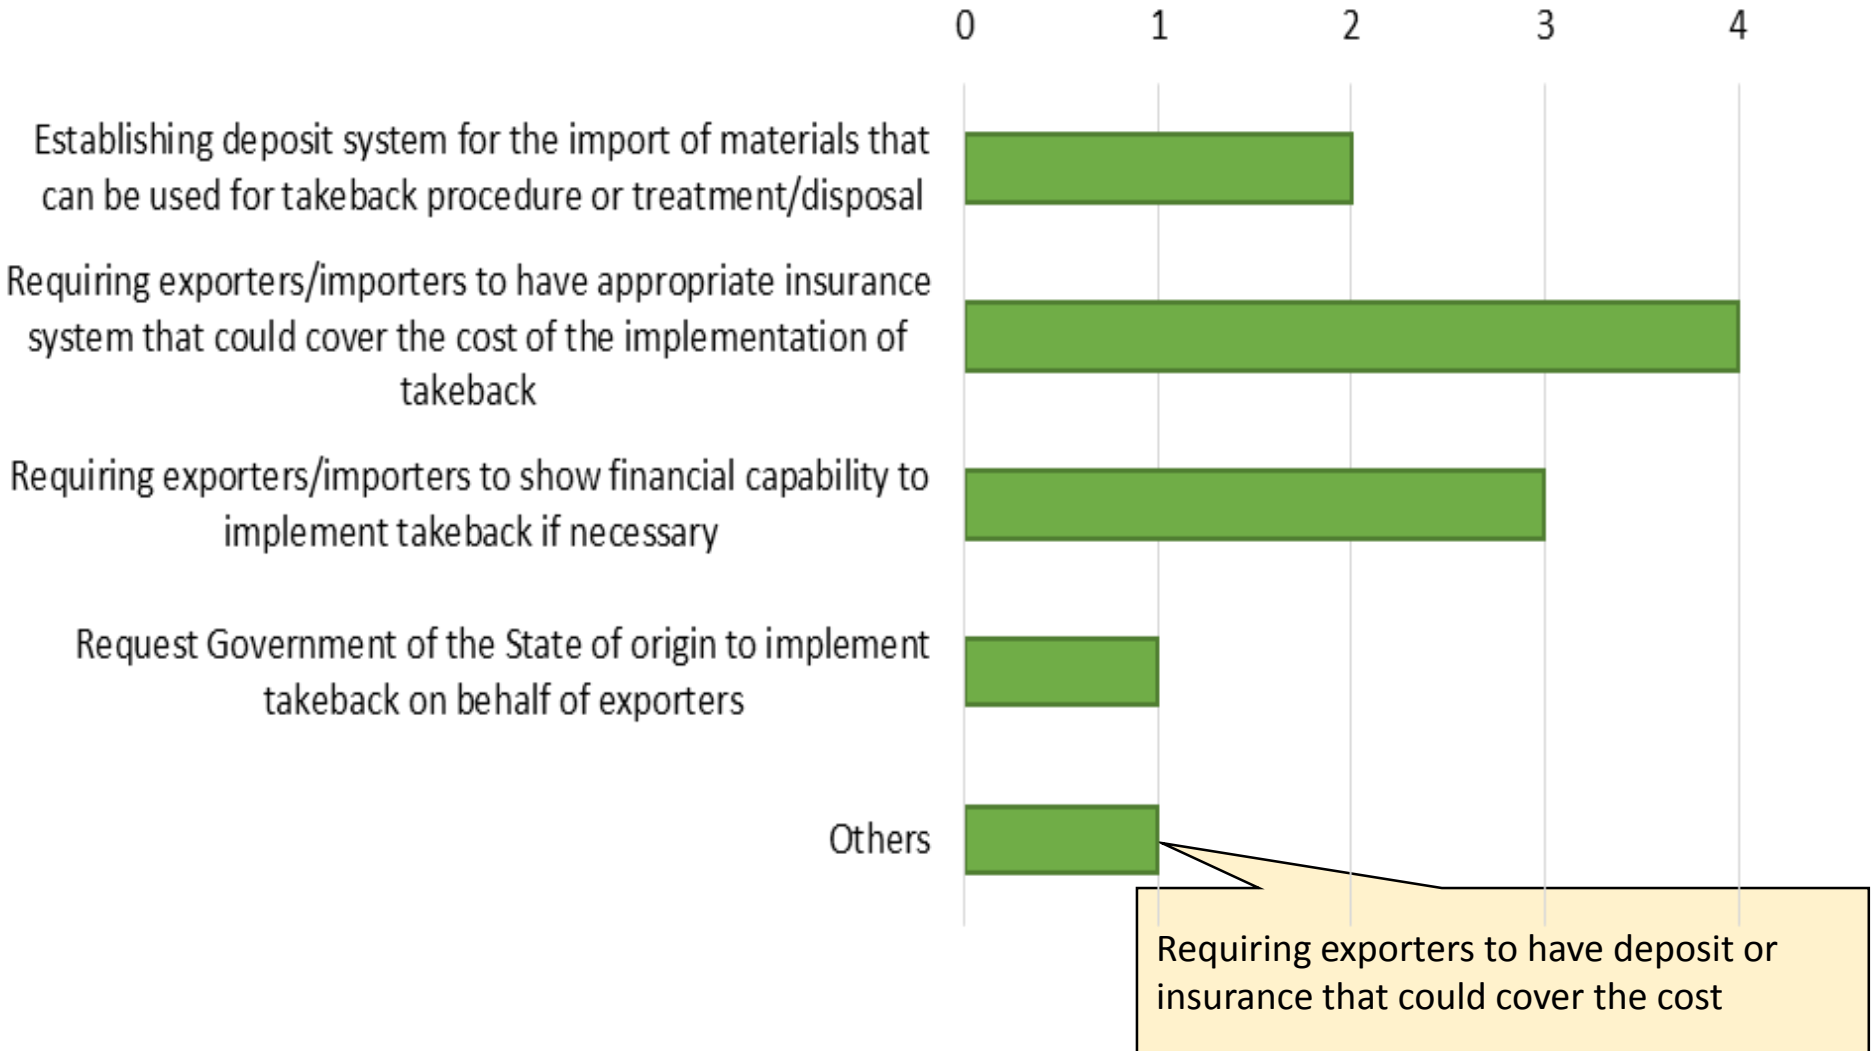 0 1 2 3 4
Establishing deposit system for the import of materials that
can be used for takeback procedure or treatment/disposal
Requiring exporters/importers to have appropriate insurance
system that could cover the cost of the implementation of
takeback
Requiring exporters/importers to show financial capability to
implement takeback if necessary
Request Government of the State of origin to implement
takeback on behalf of exporters
Others
Requiring exporters to have deposit or
insurance that could cover the cost